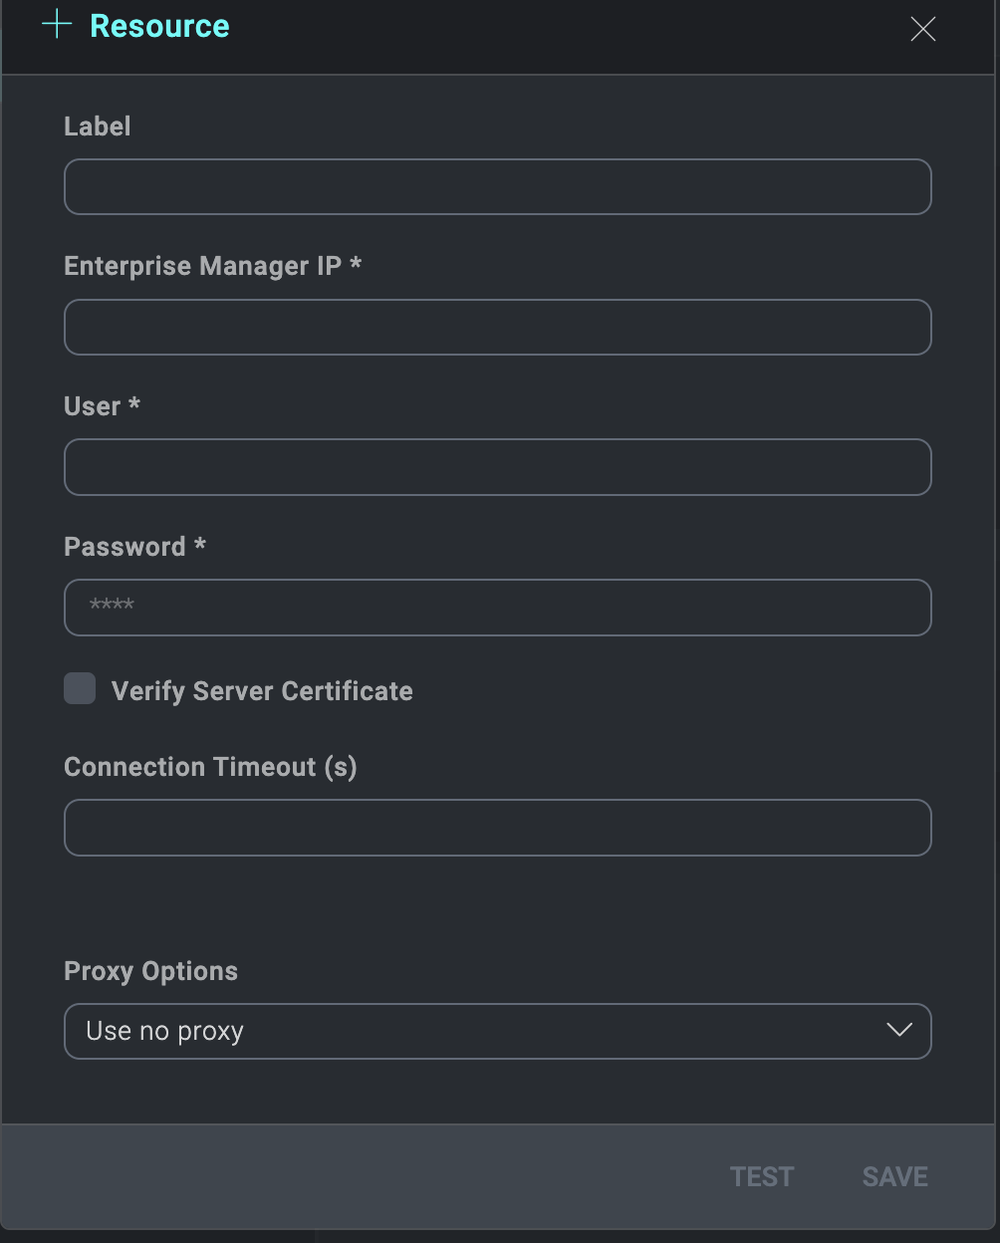 Resource
Label
Enterprise Manager IP *
User *
Password *
****
Verify Server Certificate
Connection Timeout (s)
Proxy Options
Use no proxy
TEST SAVE